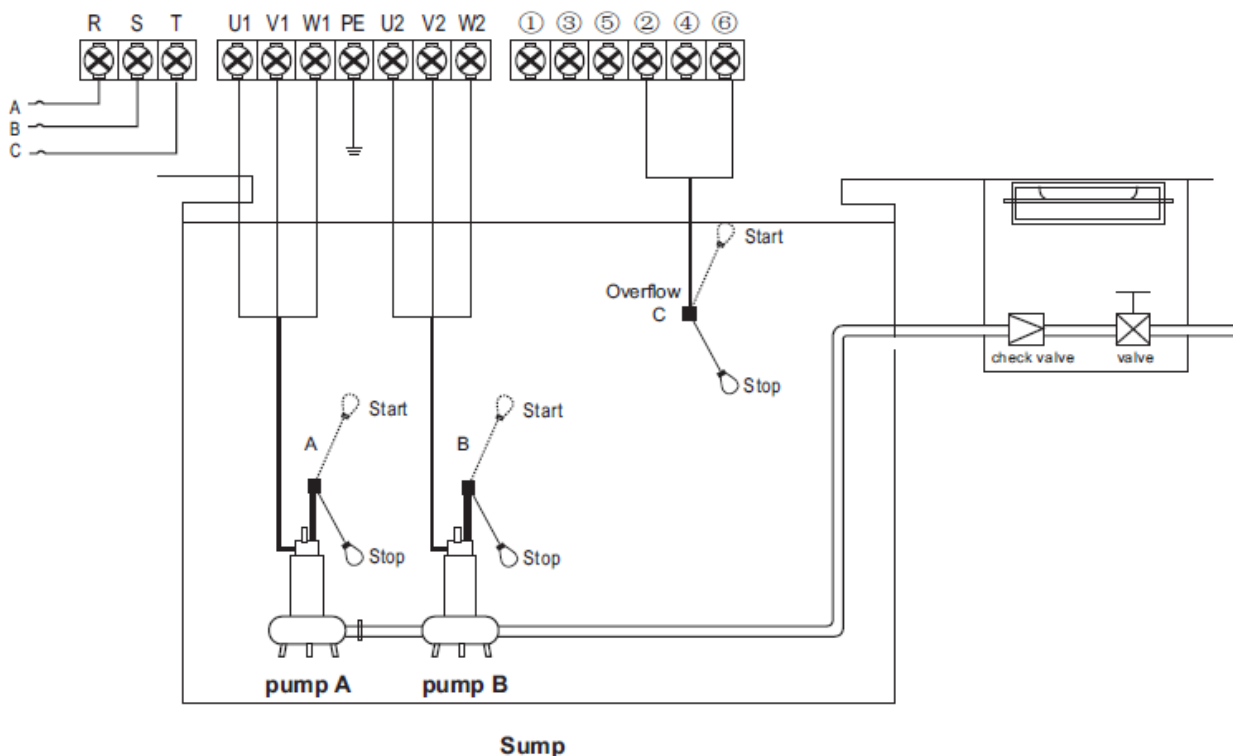 R S T U1 V1 W1 PE U2 V2 W2 ① ③ ⑤ ② ④ ⑥
A
B
C
Start
Overflow
C
check valve valve
Stop
Start Start
A B
Stop Stop
pump A pump B
Sump